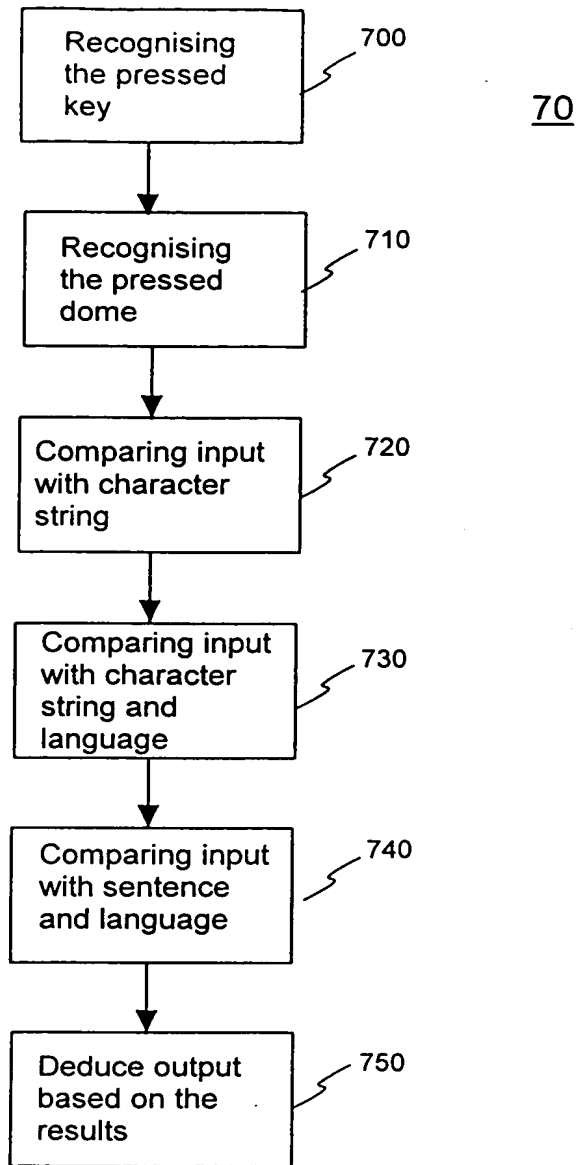 Recognising
the pressed
key
700
70
Recognising
the pressed
dome
710
Comparing input
with character
string
720
Comparing input
with character
string and
language
730
Comparing input
with sentence
and language
740
Deduce output
based on the
results
750